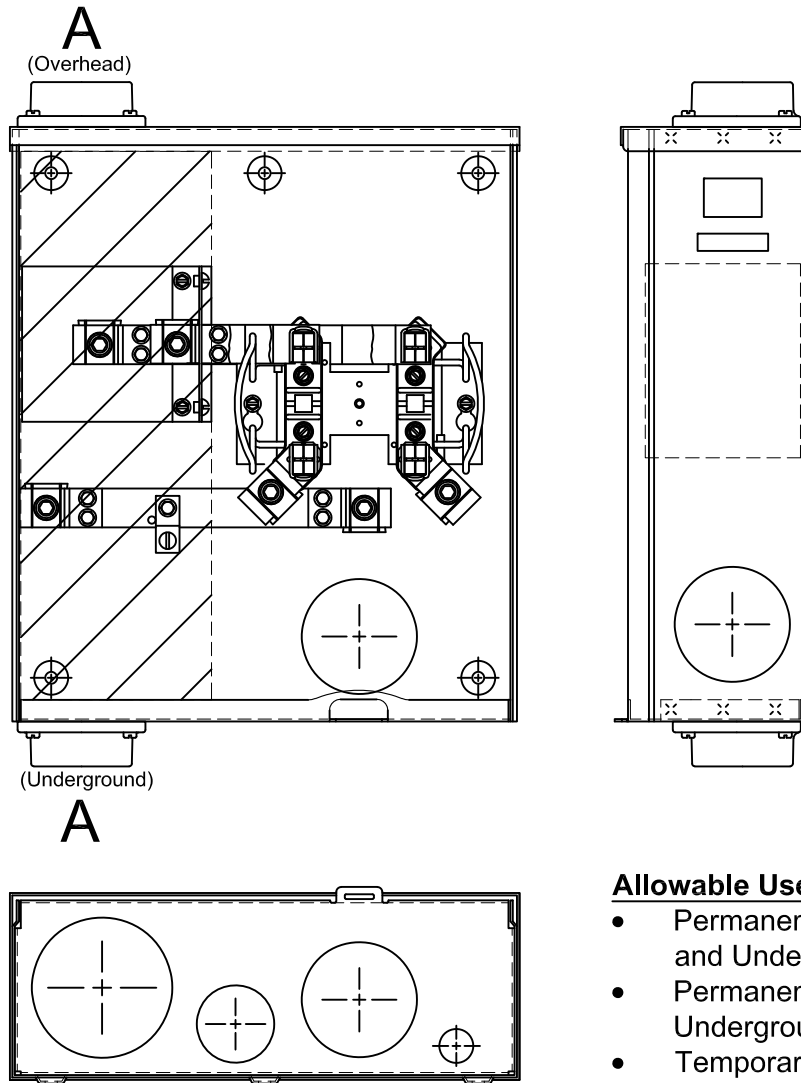 A
(Overhead)
(Underground)
A
Allowable Use
• Permaner
and Unde
• Permaner
Undergrou
• Temporar